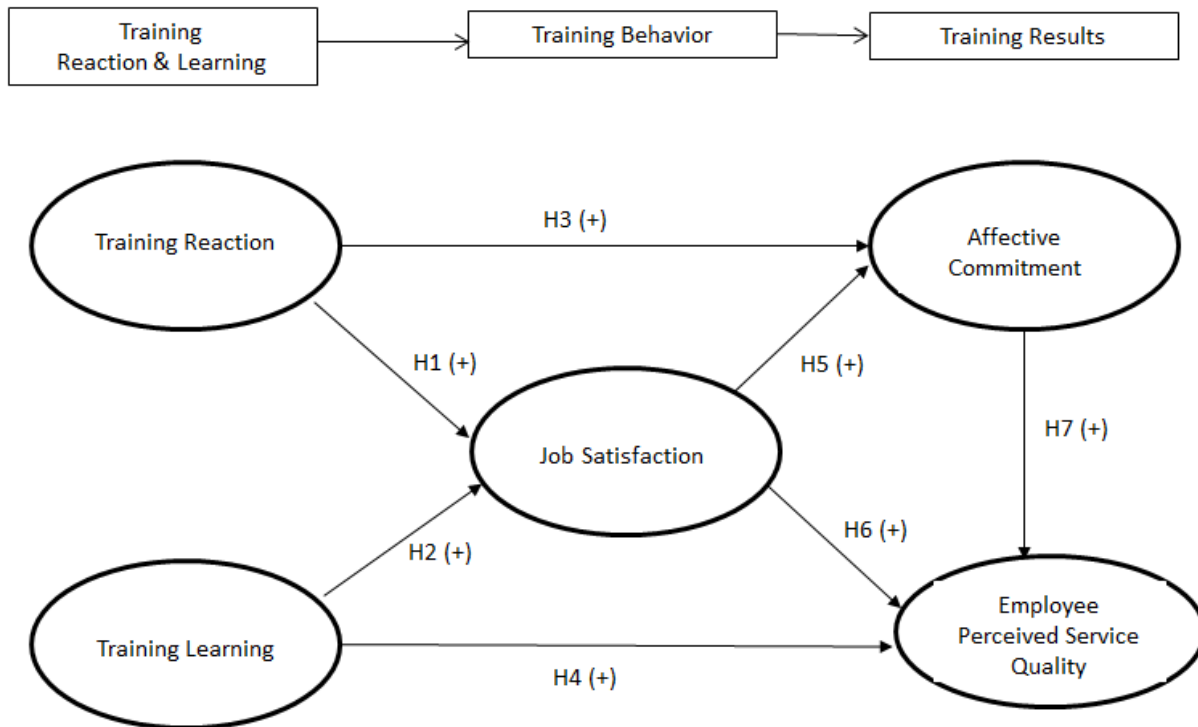 Training
Reaction & Learning
Training Behavior
Training Results
Training Reaction
H3 (+)
Affective
Commitment
H1 (+)
H5 (+)
Job Satisfaction
H7 (+)
H2 (+)
H6 (+)
Training Learning
H4 (+)
Employee
Perceived Service
Quality